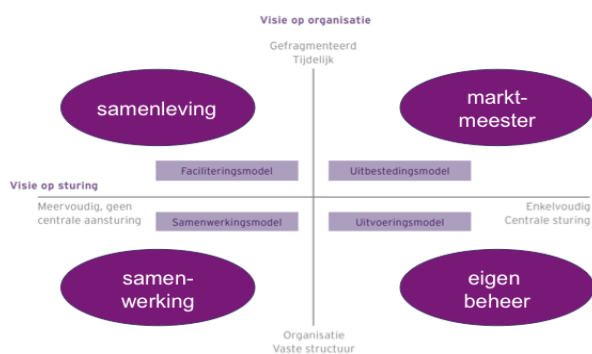 Visie op organisatie
Gefragmenteerd
Tijdelijk
samenleving
markt-
meester
Faciliteringsmodel
Uitbestedingsmodel
Visie op sturing
Meervoudig, geen
centrale aansturing
Enkelvoudig
Centrale sturing
Samenwerkingsmodel
Uitvoeringsmodel
samen-
werking
eigen
beheer
Organisatie
Vaste structuur